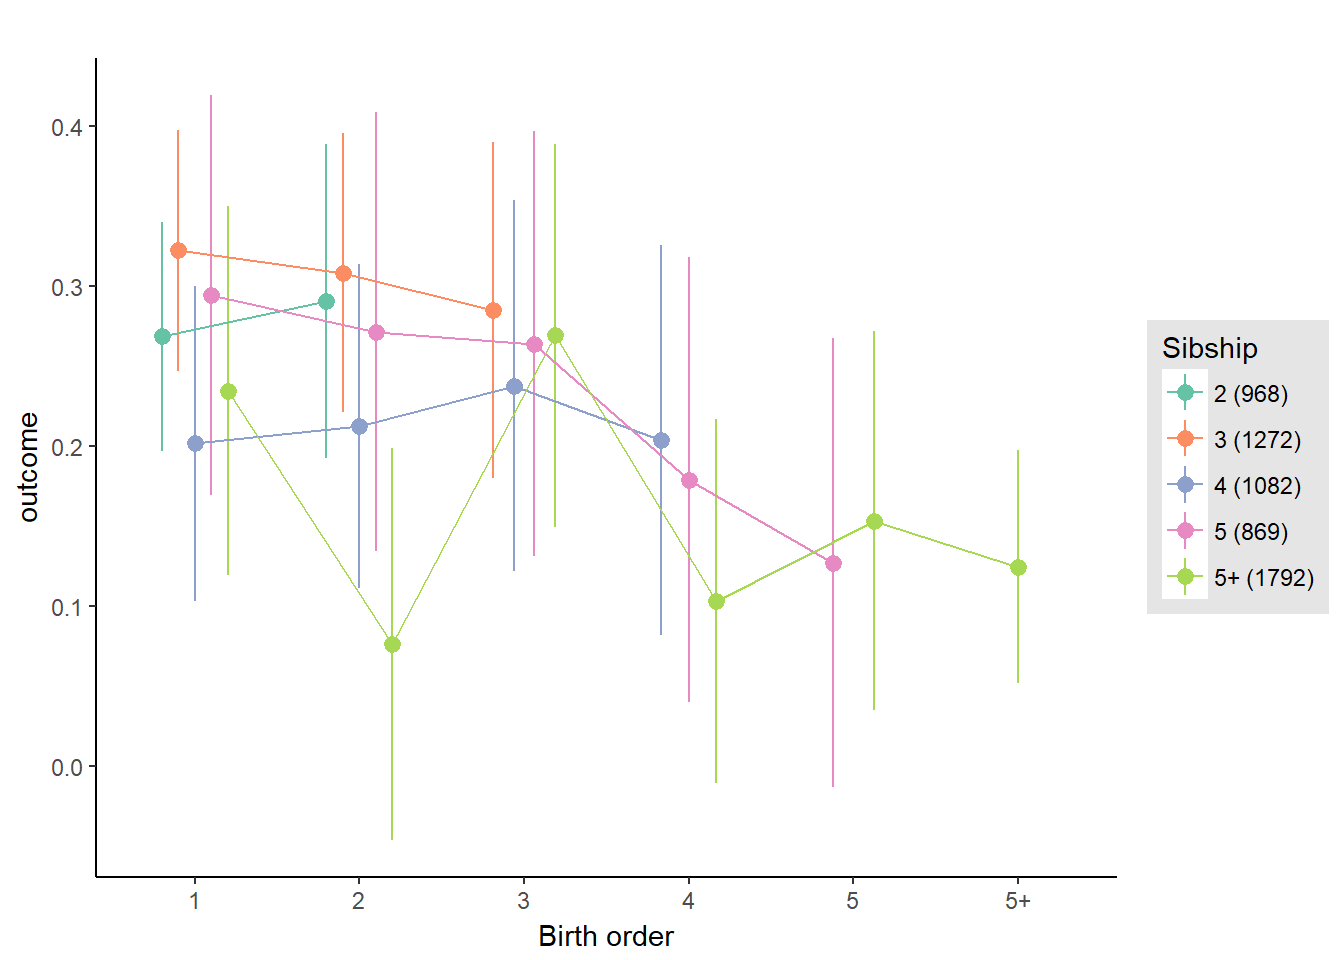 outcome
0.4
0.3
0.2
0.1
0.0
1 2 3 4 5 5+
Birth order
Sibship
2 (968)
3 (1272)
4 (1082)
5 (869)
5+ (1792)